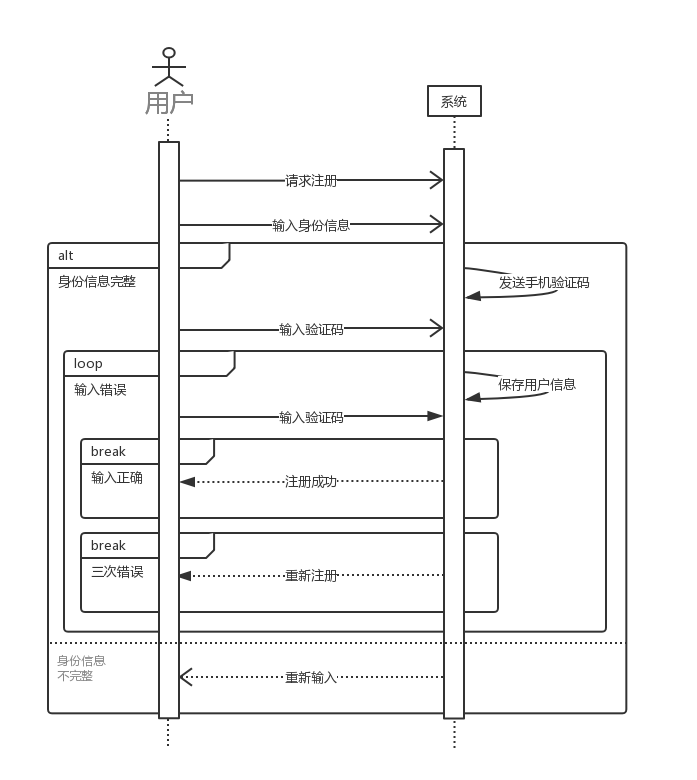 用户
系统
请求注册
输入身份信息
alt
身份信息完整
发送手机验证码
输入验证码
loop
输入错误
保存用户信息
输入验证码
break
输入正确
注册成功
break
三次错误
重新注册
身份信息
不完整
重新输入